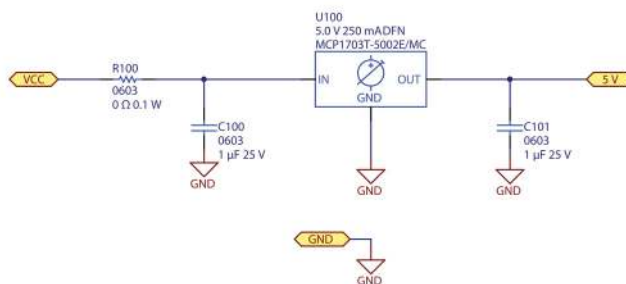 U100
5.0 V 250 mADFN
MCP1703T-5002E/MC
VCC
R100
0603
0 Ω 0.1 W
IN
OUT
GND
5 V
C100
0603
1 µF 25 V
GND
GND
C101
0603
1 µF 25 V
GND
GND
GND